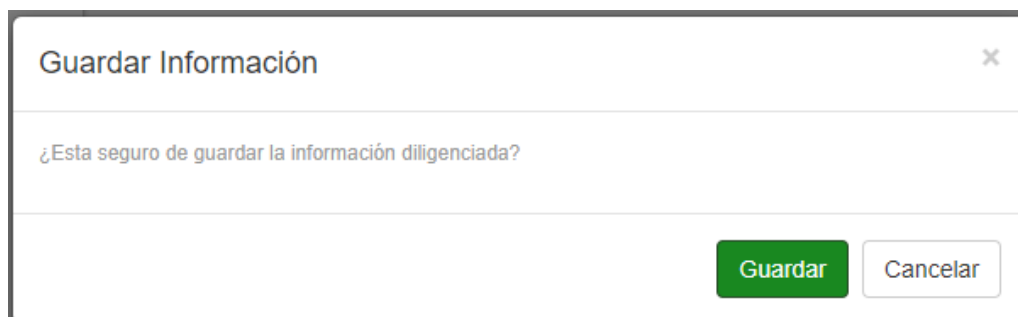 Guardar Información
×
¿Esta seguro de guardar la información diligenciada?
Guardar
Cancelar